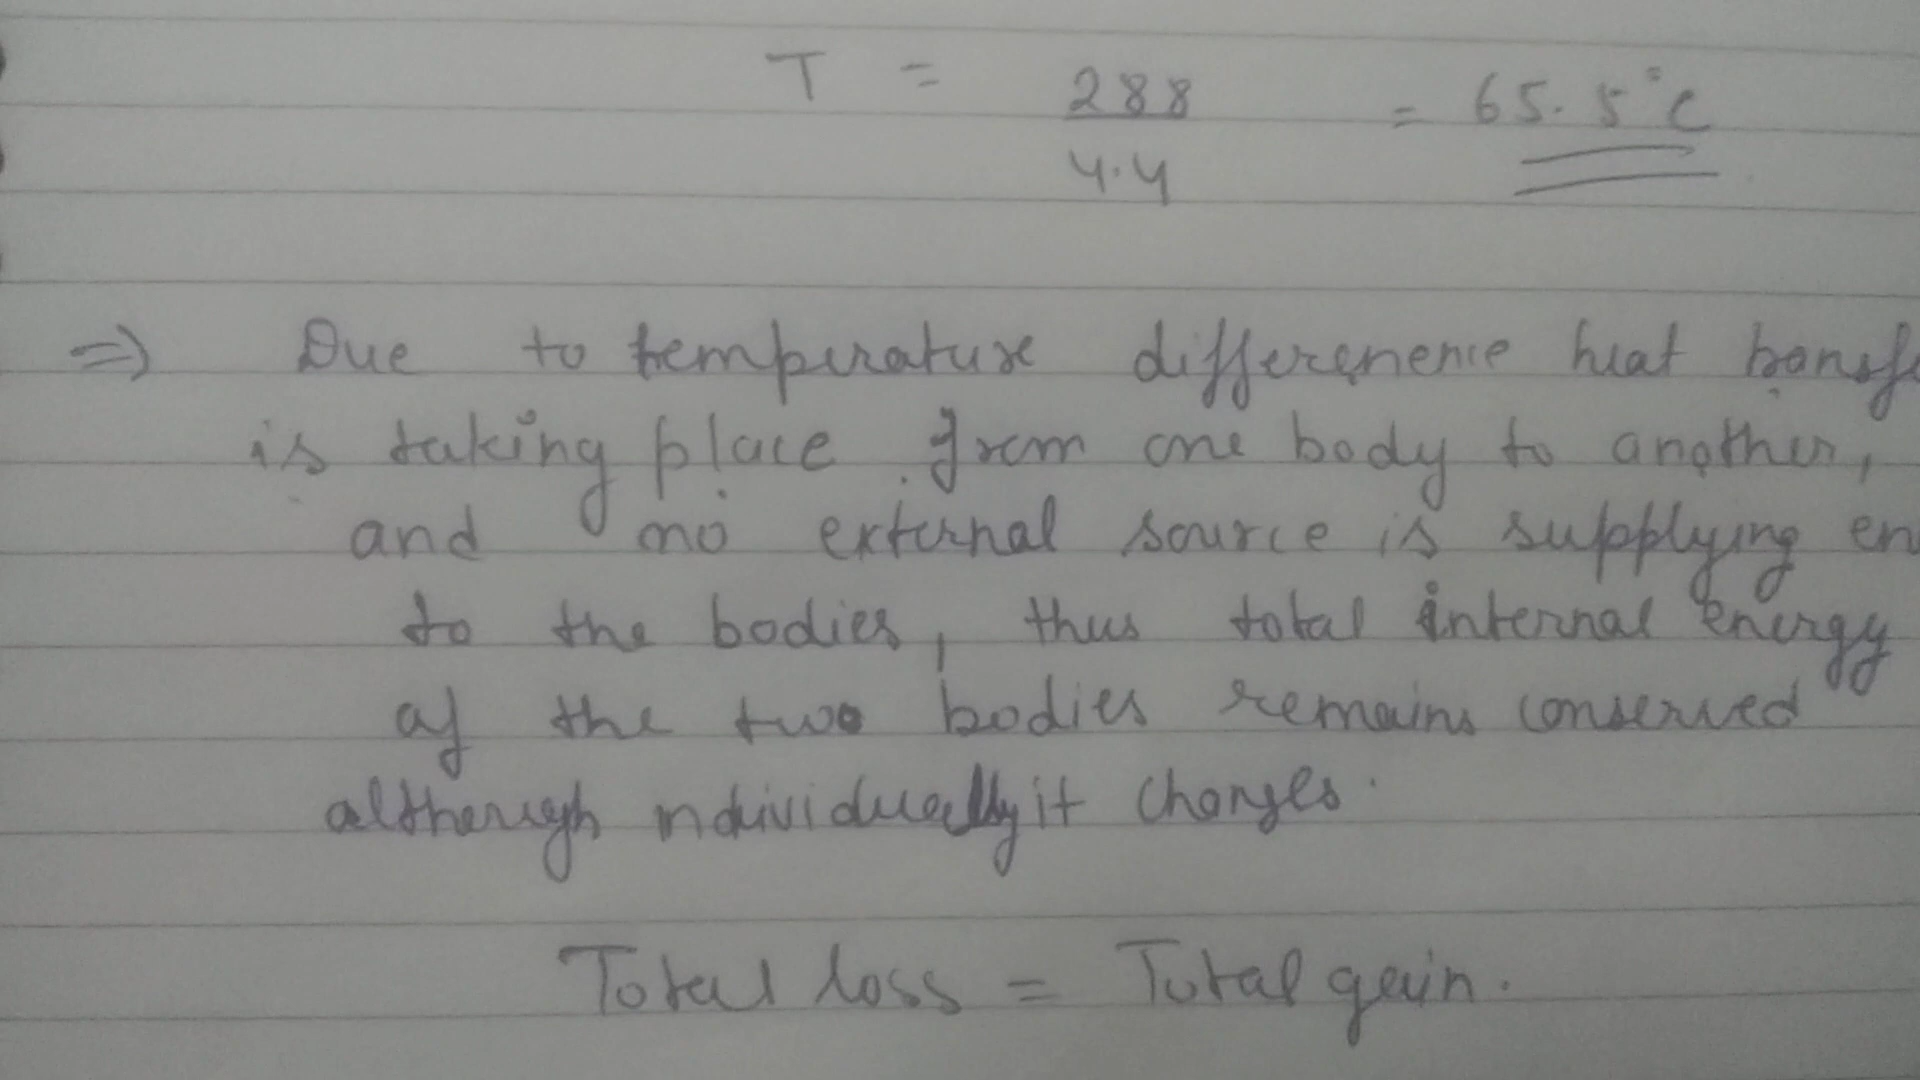 T = 288/4.4 = 65.5°C
⇒ Due to temperature differenence heat transf
is taking place from one body to another,
and no external source is supplying en
to the bodies, thus total internal energy
of the two bodies remains conserved
although individually it changes.
Total loss = Total gain.